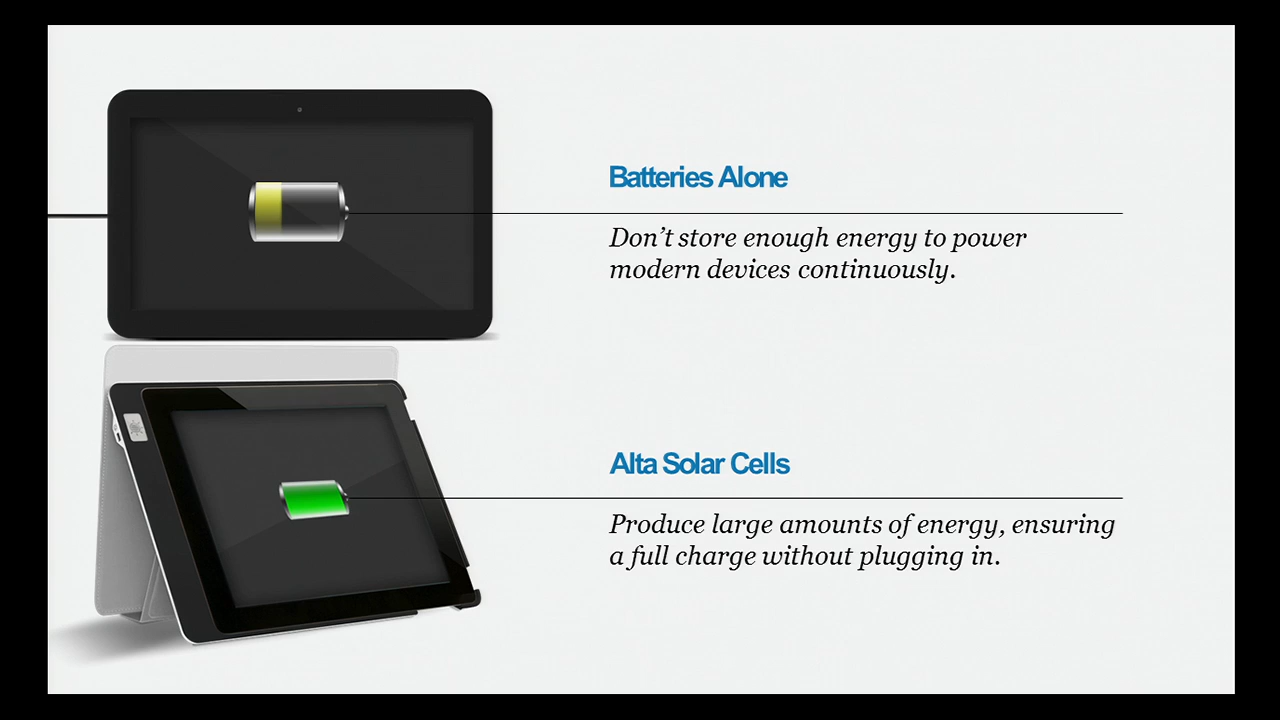 Batteries Alone
Don’t store enough energy to power
modern devices continuously.
Alta Solar Cells
Produce large amounts of energy, ensuring
a full charge without plugging in.